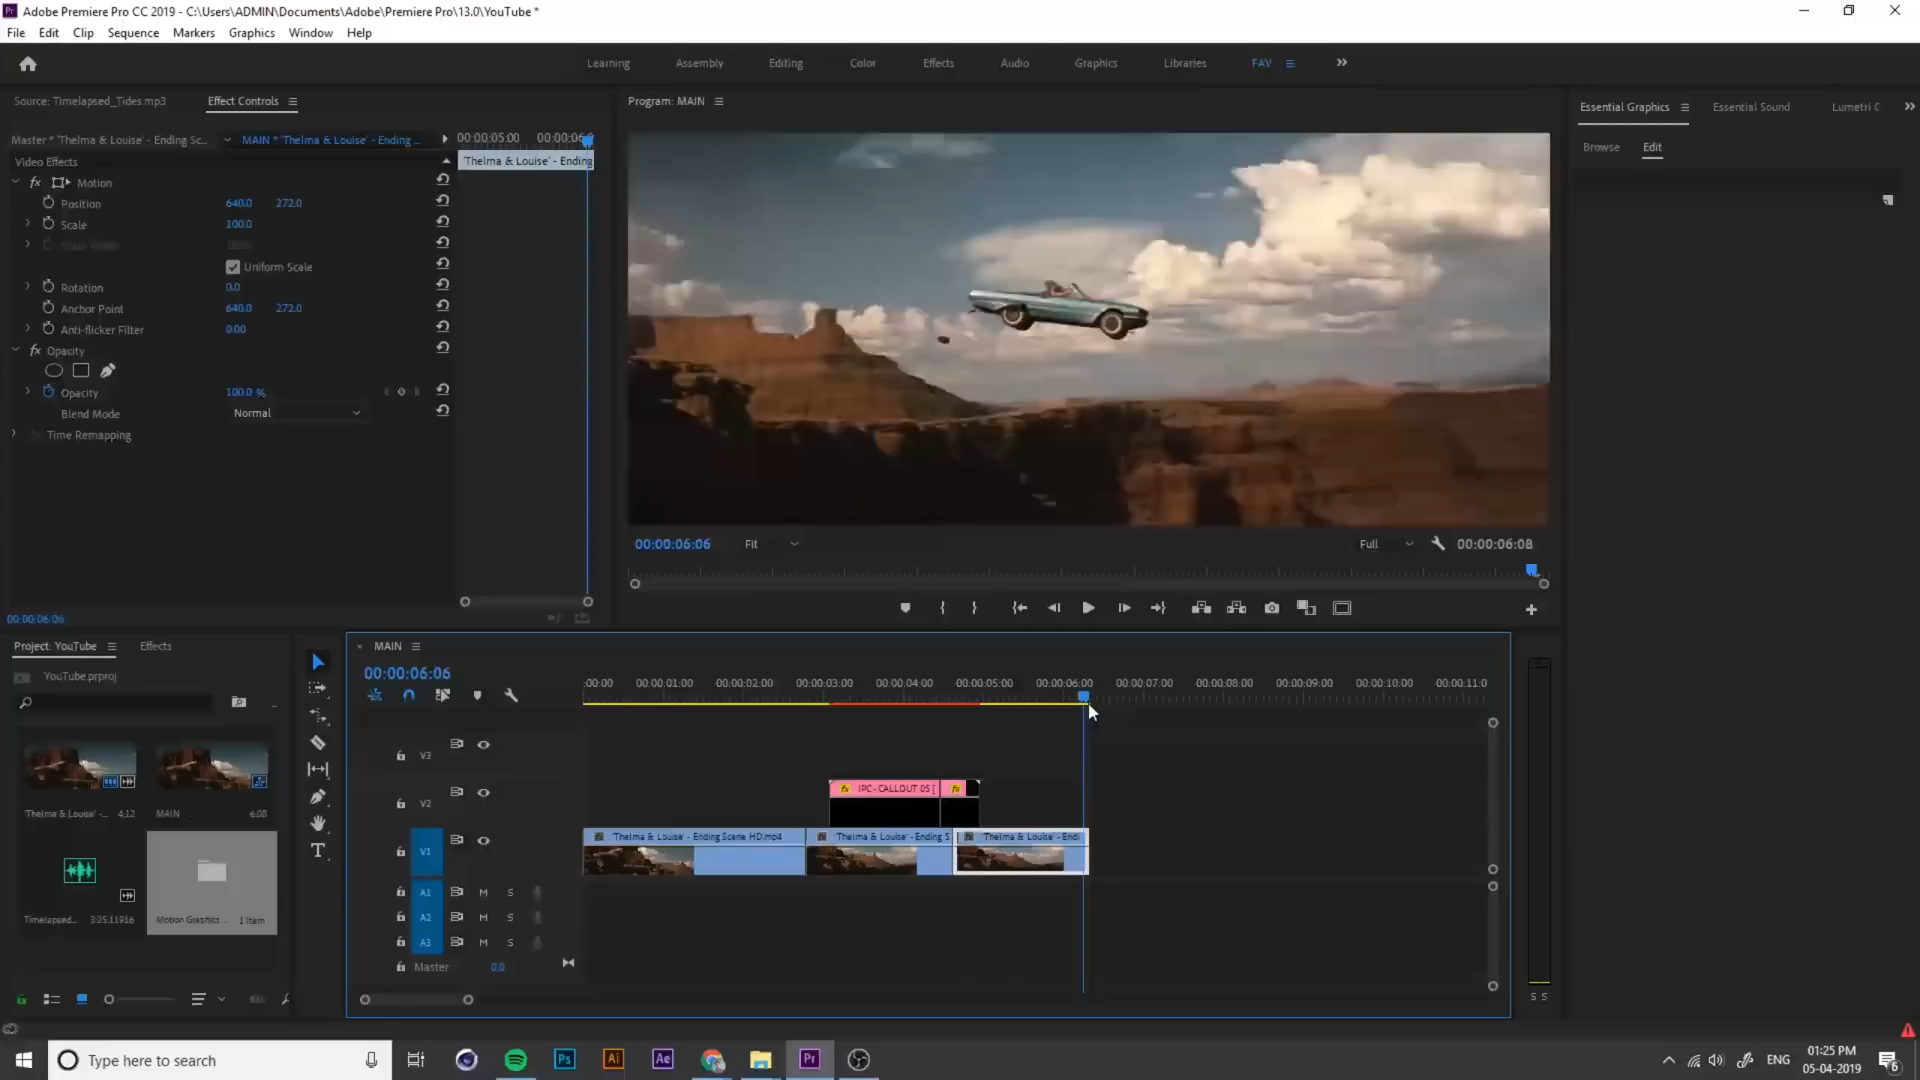 Adobe Premiere Pro CC 2019 - C:\Users\ADMIN\Documents\Adobe\Premiere Pro\13.0\YouTube *
File Edit Clip Sequence Markers Graphics Window Help
Learning Assembly Editing Color Effects Audio Graphics Libraries FAV
Source: Timelapsed_Tides.mp3 Effect Controls
Program: MAIN
Essential Graphics Essential Sound Lumetri C
Browse Edit
Master * 'Thelma & Louise' - Ending Sc... MAIN * 'Thelma & Louise' - Ending ... 00:00:05:00 00:00:06:0
Video Effects 'Thelma & Louise' - Ending
fx Motion
Position 640.0 272.0
Scale 100.0
Uniform Scale
Rotation 0.0
Anchor Point 640.0 272.0
Anti-flicker Filter 0.00
fx Opacity
Opacity 100.0 %
Blend Mode Normal
Time Remapping
00:00:06:06
00:00:06:06 Fit Full 00:00:06:08
Project: YouTube Effects
YouTube.prproj
'Thelma & Louise' -... 4:12 MAIN 6:08
Timelapsed... 3:25:11916 Motion Graphics ... 1 Item
MAIN
00:00:06:06
:00:00 00:00:01:00 00:00:02:00 00:00:03:00 00:00:04:00 00:00:05:00 00:00:06:00 00:00:07:00 00:00:08:00 00:00:09:00 00:00:10:00 00:00:11:0
V3
V2 fx IPC - CALLOUT 05 [ fx
V1 'Thelma & Louise' - Ending Scene HD.mp4 'Thelma & Louise' - Ending S 'Thelma & Louise' - Endi
A1 M S
A2 M S
A3 M S
Master 0.0
S S
Type here to search
Ps Ai Ae Pr
ENG 01:25 PM
05-04-2019
6